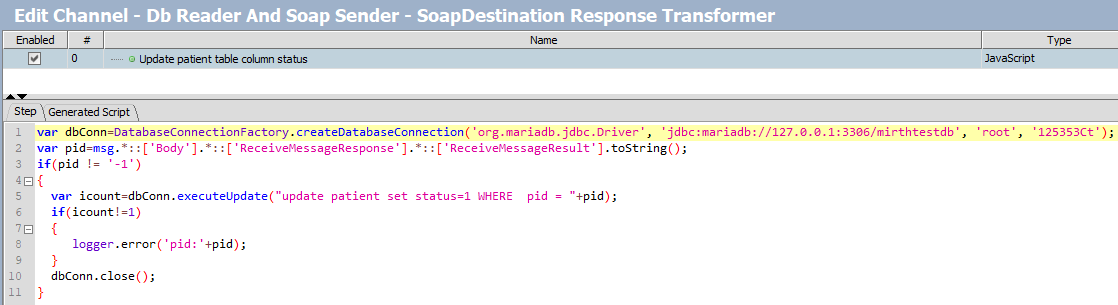 Edit Channel - Db Reader And Soap Sender - SoapDestination Response Transformer
Enabled # Name Type
0 Update patient table column status JavaScript
Step Generated Script
1 var dbConn=DatabaseConnectionFactory.createDatabaseConnection('org.mariadb.jdbc.Driver', 'jdbc:mariadb://127.0.0.1:3306/mirthtestdb', 'root', '125353Ct');
2 var pid=msg.*::['Body'].*::['ReceiveMessageResponse'].*::['ReceiveMessageResult'].toString();
3 if(pid != '-1')
4 {
5 var icount=dbConn.executeUpdate("update patient set status=1 WHERE  pid = "+pid);
6 if(icount!=1)
7 {
8 logger.error('pid:'+pid);
9 }
10 dbConn.close();
11 }